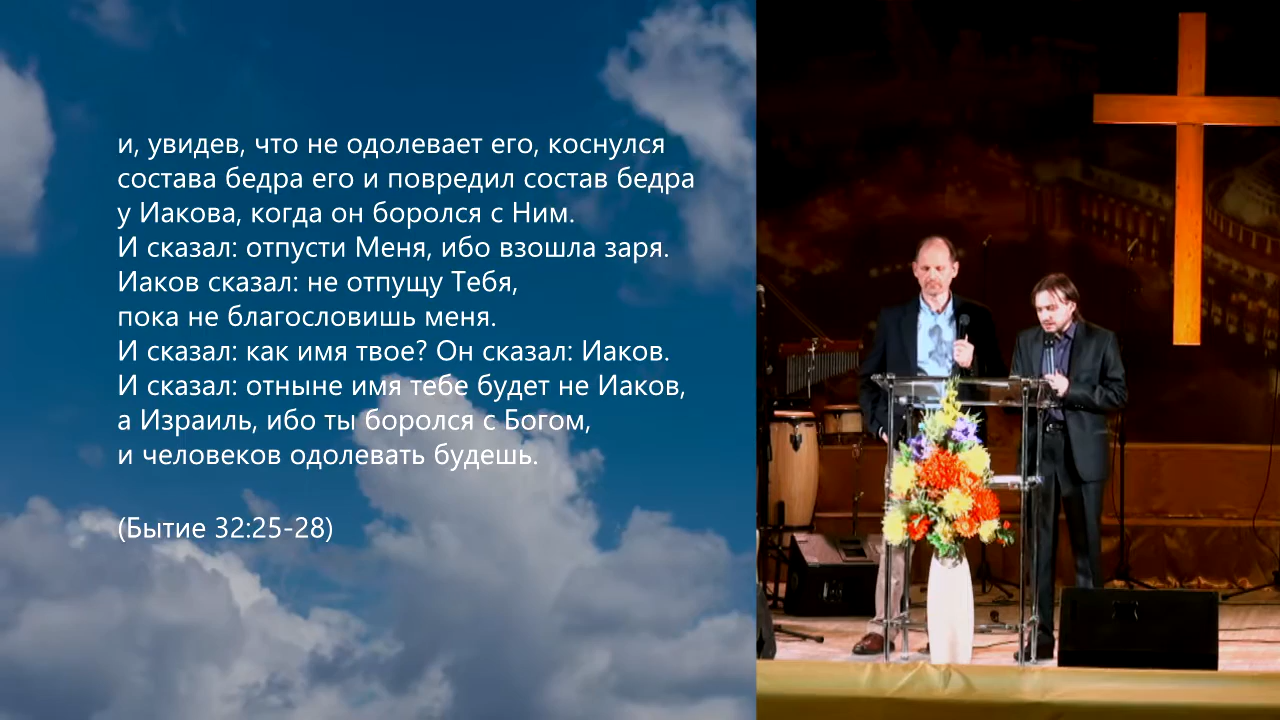 и, увидев, что не одолевает его, коснулся
состава бедра его и повредил состав бедра
у Иакова, когда он боролся с Ним.
И сказал: отпусти Меня, ибо взошла заря.
Иаков сказал: не отпущу Тебя,
пока не благословишь меня.
И сказал: как имя твое? Он сказал: Иаков.
И сказал: отныне имя тебе будет не Иаков,
а Израиль, ибо ты боролся с Богом,
и человеков одолевать будешь.
(Бытие 32:25-28)